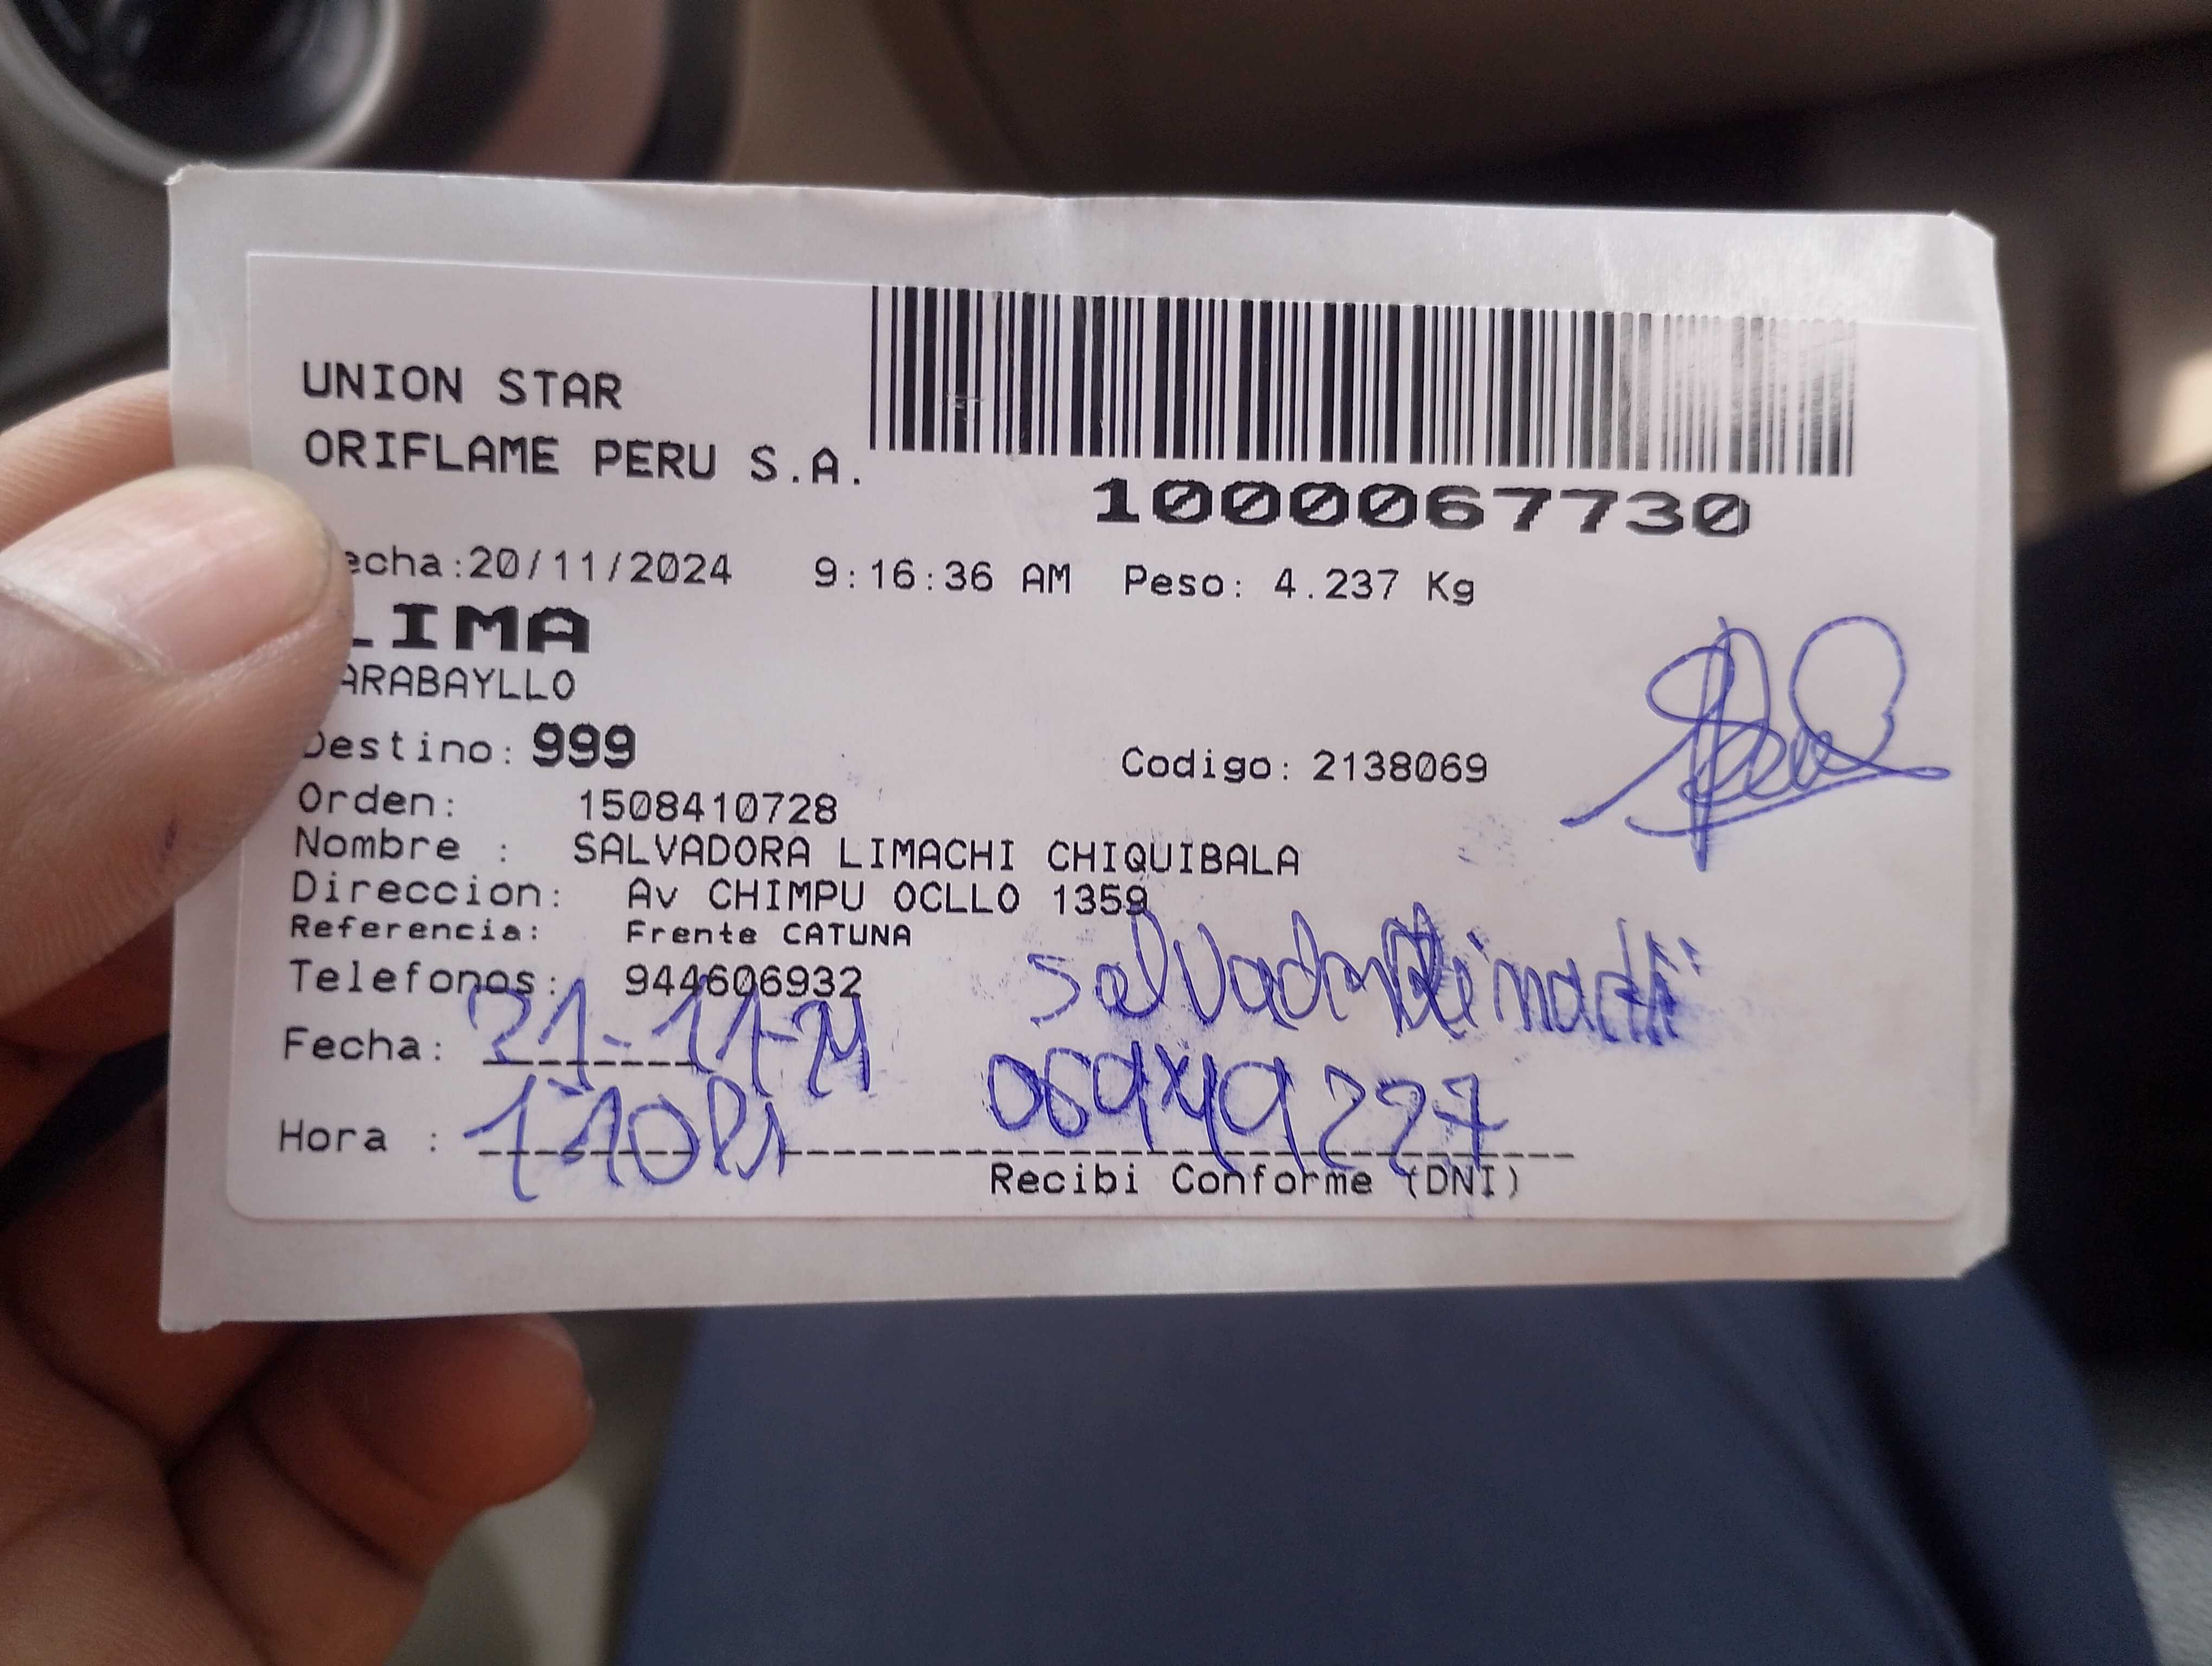 UNION STAR
ORIFLAME PERU S.A.
1000067730
echa:20/11/2024 9:16:36 AM Peso: 4.237 Kg
LIMA
ARABAYLLO
Destino: 999 Codigo: 2138069
Orden: 1508410728
Nombre : SALVADORA LIMACHI CHIQUIBALA
Direccion: Av CHIMPU OCLLO 1359
Referencia: Frente CATUNA
Telefonos: 944606932
Fecha: 21-11-24
Hora :
Recibi Conforme (DNI)